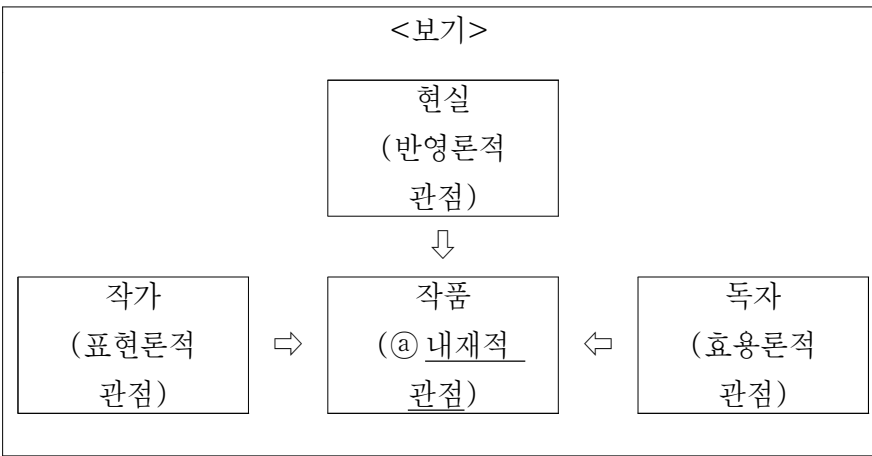 <보기>
현실
(반영론적
관점)
⇩
작가
(표현론적
관점)
⇨
작품
(ⓐ 내재적
관점)
⇦
독자
(효용론적
관점)